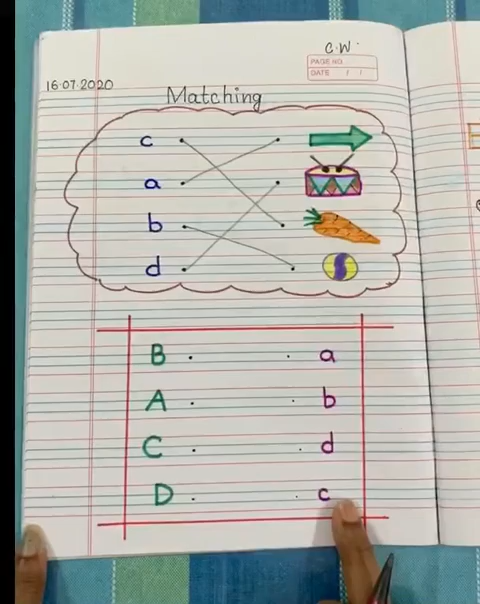 C.W.
PAGE NO
DATE / /
16-07-2020
Matching
c
a
b
d
B . . a
A . . b
C . . d
D . . c